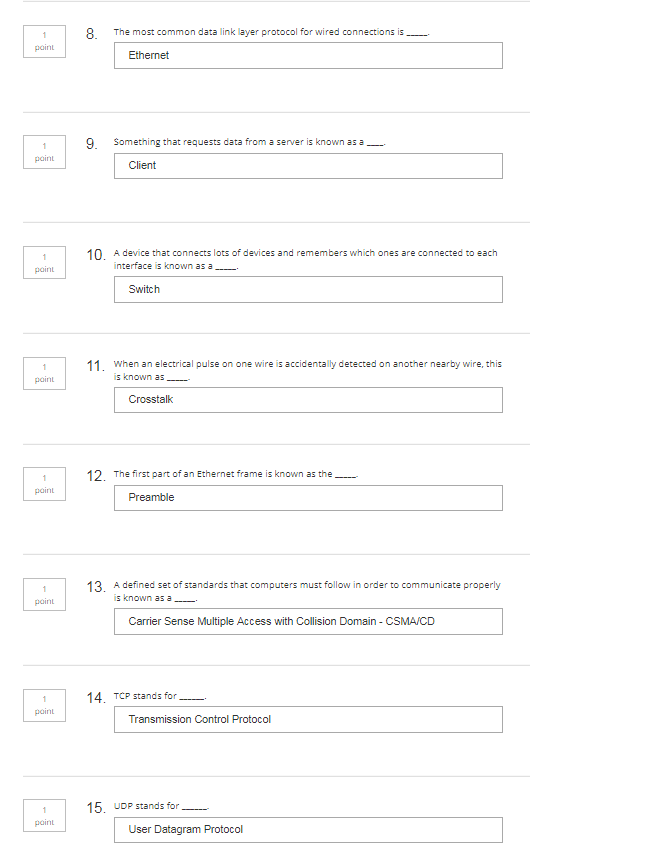 1
point
8. The most common data link layer protocol for wired connections is _____.
Ethernet
1
point
9. Something that requests data from a server is known as a ____.
Client
1
point
10. A device that connects lots of devices and remembers which ones are connected to each
interface is known as a _____.
Switch
1
point
11. When an electrical pulse on one wire is accidentally detected on another nearby wire, this
is known as _____.
Crosstalk
1
point
12. The first part of an Ethernet frame is known as the _____.
Preamble
1
point
13. A defined set of standards that computers must follow in order to communicate properly
is known as a _____.
Carrier Sense Multiple Access with Collision Domain - CSMA/CD
1
point
14. TCP stands for ______.
Transmission Control Protocol
1
point
15. UDP stands for ______.
User Datagram Protocol